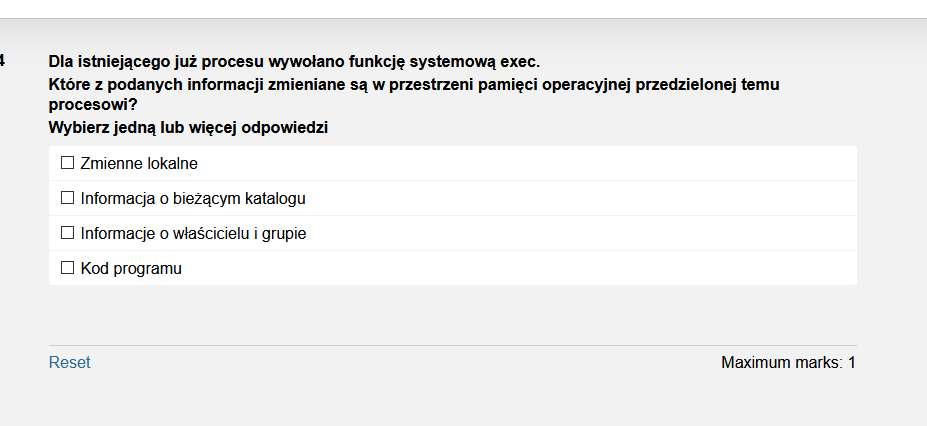 4
Dla istniejącego już procesu wywołano funkcję systemową exec.
Które z podanych informacji zmieniane są w przestrzeni pamięci operacyjnej przedzielonej temu
procesowi?
Wybierz jedną lub więcej odpowiedzi
Zmienne lokalne
Informacja o bieżącym katalogu
Informacje o właścicielu i grupie
Kod programu
Reset
Maximum marks: 1